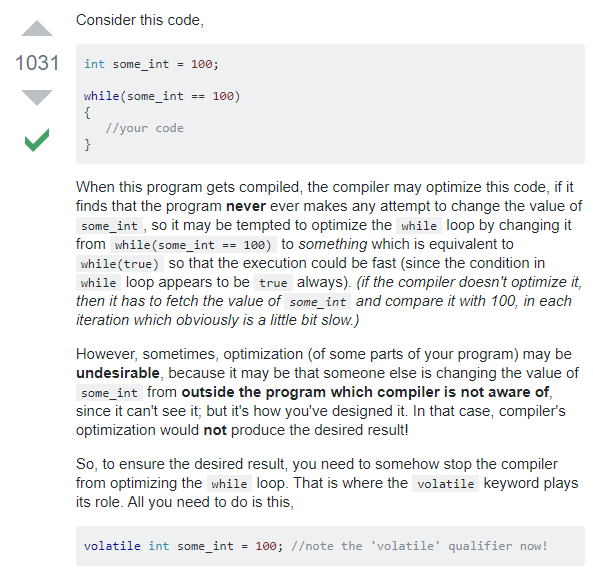 Consider this code,
1031
int some_int = 100;
while(some_int == 100)
{
//your code
}
When this program gets compiled, the compiler may optimize this code, if it
finds that the program never ever makes any attempt to change the value of
some_int , so it may be tempted to optimize the while loop by changing it
from while(some_int == 100) to something which is equivalent to
while(true) so that the execution could be fast (since the condition in
while loop appears to be true always). (if the compiler doesn't optimize it,
then it has to fetch the value of some_int and compare it with 100, in each
iteration which obviously is a little bit slow.)
However, sometimes, optimization (of some parts of your program) may be
undesirable, because it may be that someone else is changing the value of
some_int from outside the program which compiler is not aware of,
since it can't see it; but it's how you've designed it. In that case, compiler's
optimization would not produce the desired result!
So, to ensure the desired result, you need to somehow stop the compiler
from optimizing the while loop. That is where the volatile keyword plays
its role. All you need to do is this,
volatile int some_int = 100; //note the 'volatile' qualifier now!